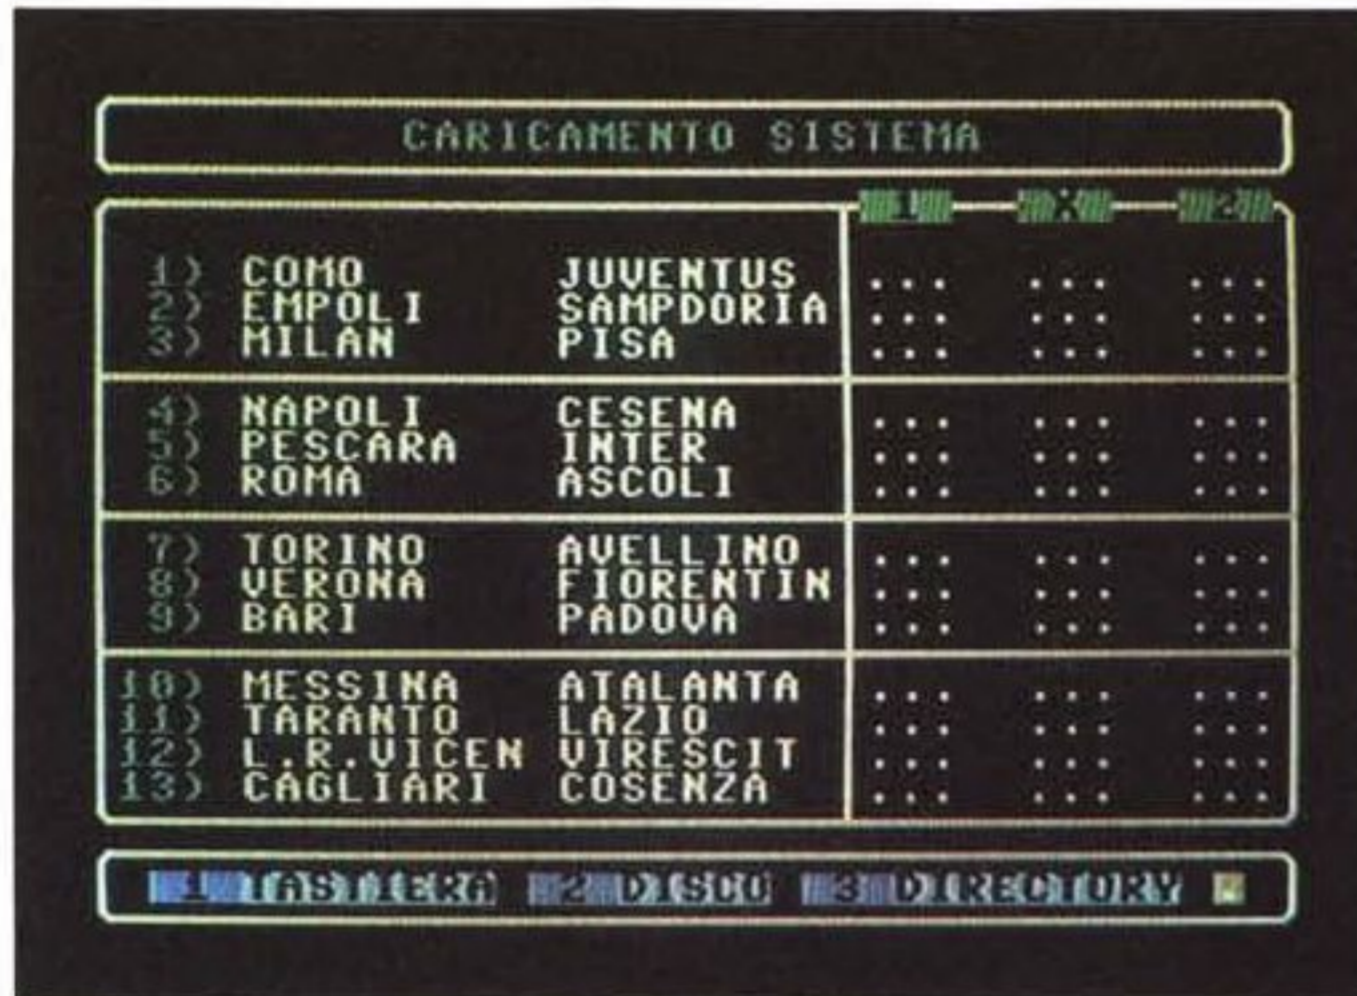 CARICAMENTO SISTEMA
1 X 2
1) COMO JUVENTUS . . . . . . . . .
2) EMPOLI SAMPDORIA . . . . . . . . .
3) MILAN PISA . . . . . . . . .
4) NAPOLI CESENA . . . . . . . . .
5) PESCARA INTER . . . . . . . . .
6) ROMA ASCOLI . . . . . . . . .
7) TORINO AVELLINO . . . . . . . . .
8) VERONA FIORENTIN . . . . . . . . .
9) BARI PADOVA . . . . . . . . .
10) MESSINA ATALANTA . . . . . . . . .
11) TARANTO LAZIO . . . . . . . . .
12) L.R.VICEN VIRESCIT . . . . . . . . .
13) CAGLIARI COSENZA . . . . . . . . .
1 TASTIERA 2 DISCO 3 DIRECTORY